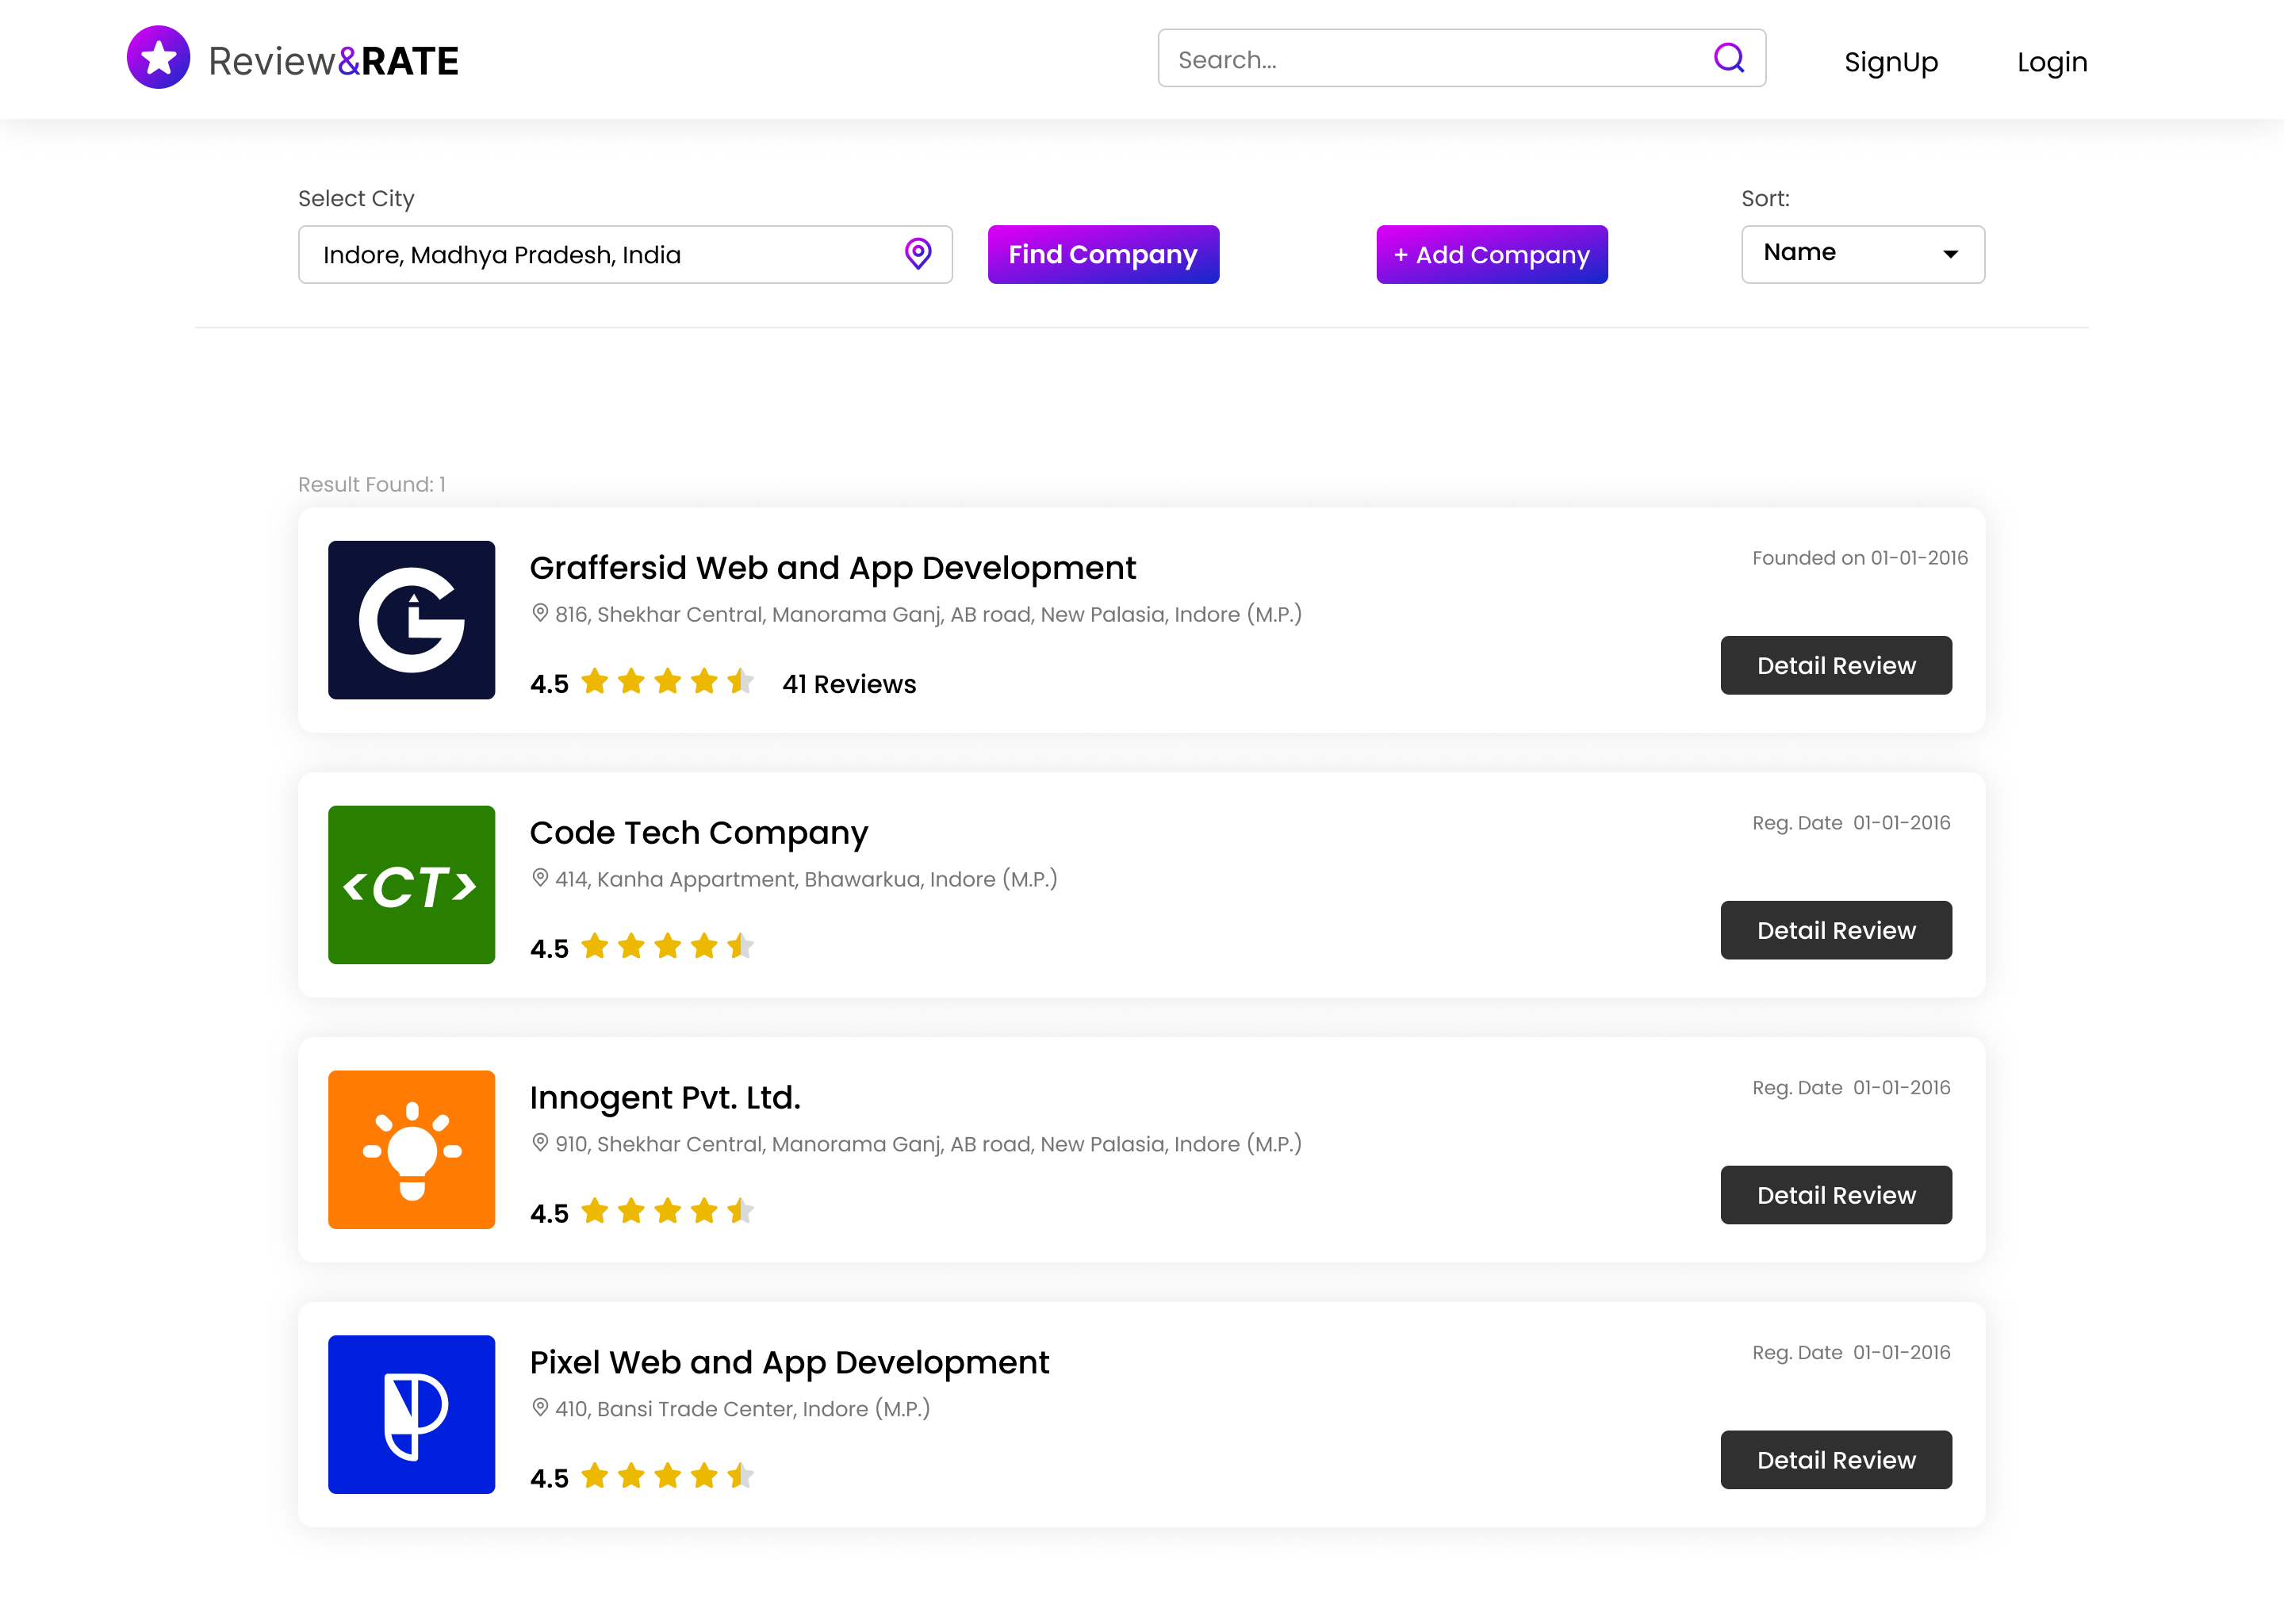 Review&RATE
Search...
SignUp
Login
Select City
Sort:
Indore, Madhya Pradesh, India
Find Company
+ Add Company
Name
Result Found: 1
Graffersid Web and App Development
Founded on 01-01-2016
816, Shekhar Central, Manorama Ganj, AB road, New Palasia, Indore (M.P.)
4.5
41 Reviews
Detail Review
Code Tech Company
Reg. Date 01-01-2016
<CT>
414, Kanha Appartment, Bhawarkua, Indore (M.P.)
4.5
Detail Review
Innogent Pvt. Ltd.
Reg. Date 01-01-2016
910, Shekhar Central, Manorama Ganj, AB road, New Palasia, Indore (M.P.)
4.5
Detail Review
Pixel Web and App Development
Reg. Date 01-01-2016
410, Bansi Trade Center, Indore (M.P.)
4.5
Detail Review